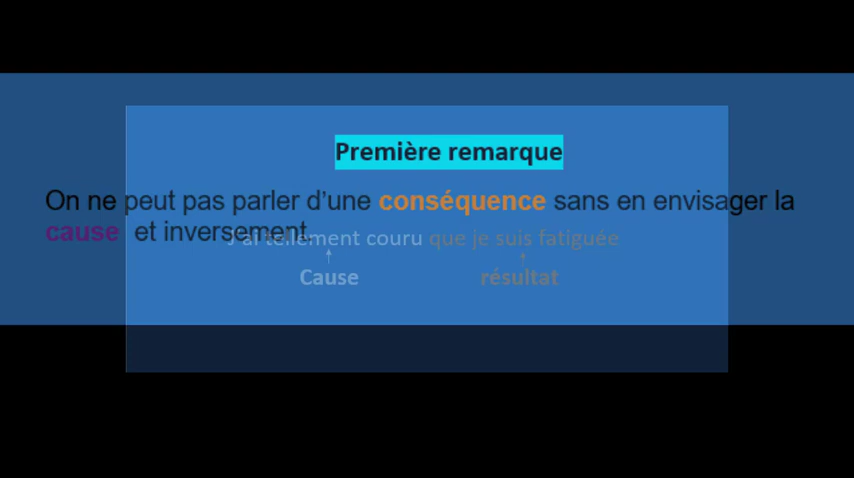 Première remarque
On ne peut pas parler d'une conséquence sans en envisager la
cause et inversement.
J'ai tellement couru que je suis fatiguée
Cause résultat